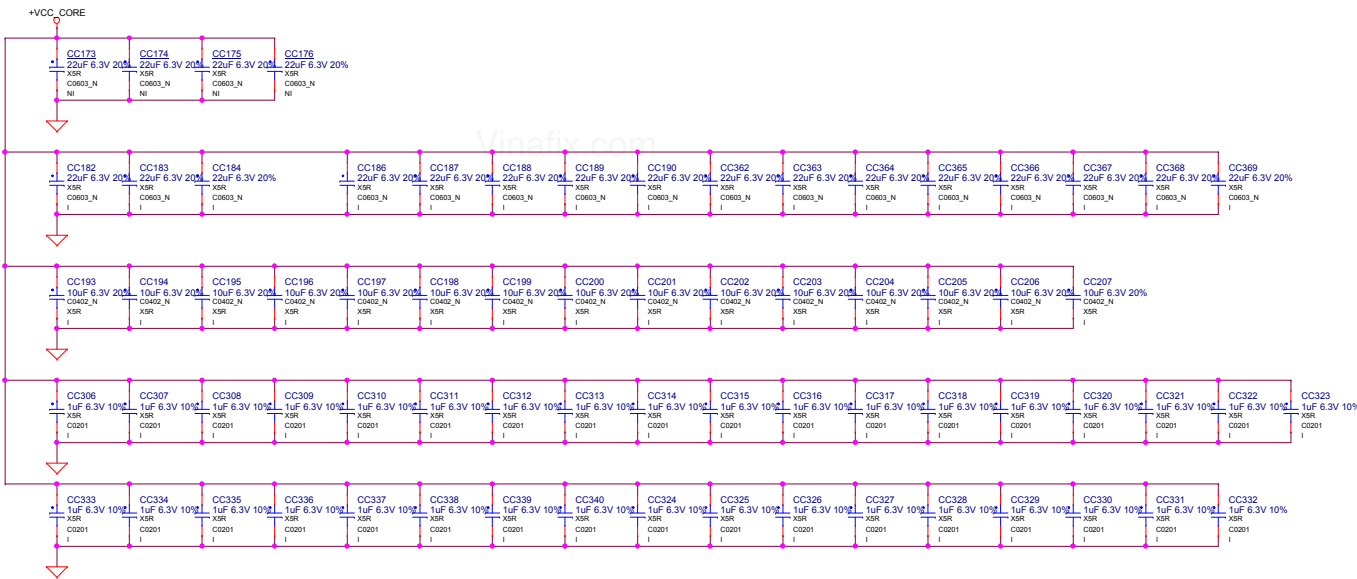 +VCC_CORE
CC173 CC174 CC175 CC176
22uF 6.3V 20% 22uF 6.3V 20% 22uF 6.3V 20% 22uF 6.3V 20%
X5R X5R X5R X5R
C0603_N C0603_N C0603_N C0603_N
NI NI NI NI
Vinafix.com
CC182 CC183 CC184 CC186 CC187 CC188 CC189 CC190 CC362 CC363 CC364 CC365 CC366 CC367 CC368 CC369
22uF 6.3V 20% 22uF 6.3V 20% 22uF 6.3V 20% 22uF 6.3V 20% 22uF 6.3V 20% 22uF 6.3V 20% 22uF 6.3V 20% 22uF 6.3V 20% 22uF 6.3V 20% 22uF 6.3V 20% 22uF 6.3V 20% 22uF 6.3V 20% 22uF 6.3V 20% 22uF 6.3V 20% 22uF 6.3V 20% 22uF 6.3V 20%
X5R X5R X5R X5R X5R X5R X5R X5R X5R X5R X5R X5R X5R X5R X5R X5R
C0603_N C0603_N C0603_N C0603_N C0603_N C0603_N C0603_N C0603_N C0603_N C0603_N C0603_N C0603_N C0603_N C0603_N C0603_N C0603_N
I I I I I I I I I I I I I I I I
CC193 CC194 CC195 CC196 CC197 CC198 CC199 CC200 CC201 CC202 CC203 CC204 CC205 CC206 CC207
10uF 6.3V 20% 10uF 6.3V 20% 10uF 6.3V 20% 10uF 6.3V 20% 10uF 6.3V 20% 10uF 6.3V 20% 10uF 6.3V 20% 10uF 6.3V 20% 10uF 6.3V 20% 10uF 6.3V 20% 10uF 6.3V 20% 10uF 6.3V 20% 10uF 6.3V 20% 10uF 6.3V 20% 10uF 6.3V 20%
C0402_N C0402_N C0402_N C0402_N C0402_N C0402_N C0402_N C0402_N C0402_N C0402_N C0402_N C0402_N C0402_N C0402_N C0402_N
X5R X5R X5R X5R X5R X5R X5R X5R X5R X5R X5R X5R X5R X5R X5R
I I I I I I I I I I I I I I I
CC306 CC307 CC308 CC309 CC310 CC311 CC312 CC313 CC314 CC315 CC316 CC317 CC318 CC319 CC320 CC321 CC322 CC323
1uF 6.3V 10% 1uF 6.3V 10% 1uF 6.3V 10% 1uF 6.3V 10% 1uF 6.3V 10% 1uF 6.3V 10% 1uF 6.3V 10% 1uF 6.3V 10% 1uF 6.3V 10% 1uF 6.3V 10% 1uF 6.3V 10% 1uF 6.3V 10% 1uF 6.3V 10% 1uF 6.3V 10% 1uF 6.3V 10% 1uF 6.3V 10% 1uF 6.3V 10% 1uF 6.3V 10%
X5R X5R X5R X5R X5R X5R X5R X5R X5R X5R X5R X5R X5R X5R X5R X5R X5R X5R
C0201 C0201 C0201 C0201 C0201 C0201 C0201 C0201 C0201 C0201 C0201 C0201 C0201 C0201 C0201 C0201 C0201 C0201
I I I I I I I I I I I I I I I I I I
CC333 CC334 CC335 CC336 CC337 CC338 CC339 CC340 CC324 CC325 CC326 CC327 CC328 CC329 CC330 CC331 CC332
1uF 6.3V 10% 1uF 6.3V 10% 1uF 6.3V 10% 1uF 6.3V 10% 1uF 6.3V 10% 1uF 6.3V 10% 1uF 6.3V 10% 1uF 6.3V 10% 1uF 6.3V 10% 1uF 6.3V 10% 1uF 6.3V 10% 1uF 6.3V 10% 1uF 6.3V 10% 1uF 6.3V 10% 1uF 6.3V 10% 1uF 6.3V 10% 1uF 6.3V 10%
X5R X5R X5R X5R X5R X5R X5R X5R X5R X5R X5R X5R X5R X5R X5R X5R X5R
C0201 C0201 C0201 C0201 C0201 C0201 C0201 C0201 C0201 C0201 C0201 C0201 C0201 C0201 C0201 C0201 C0201
I I I I I I I I I I I I I I I I I